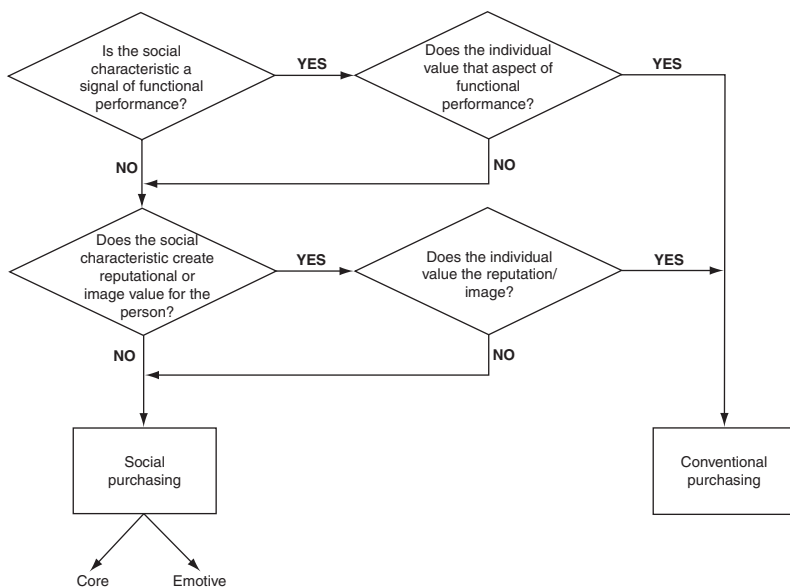 Is the social
characteristic a
signal of functional
performance?
YES
Does the individual
value that aspect of
functional
performance?
YES
NO
NO
Does the social
characteristic create
reputational or
image value for the
person?
YES
Does the individual
value the reputation/
image?
YES
NO
NO
Social
purchasing
Conventional
purchasing
Core
Emotive